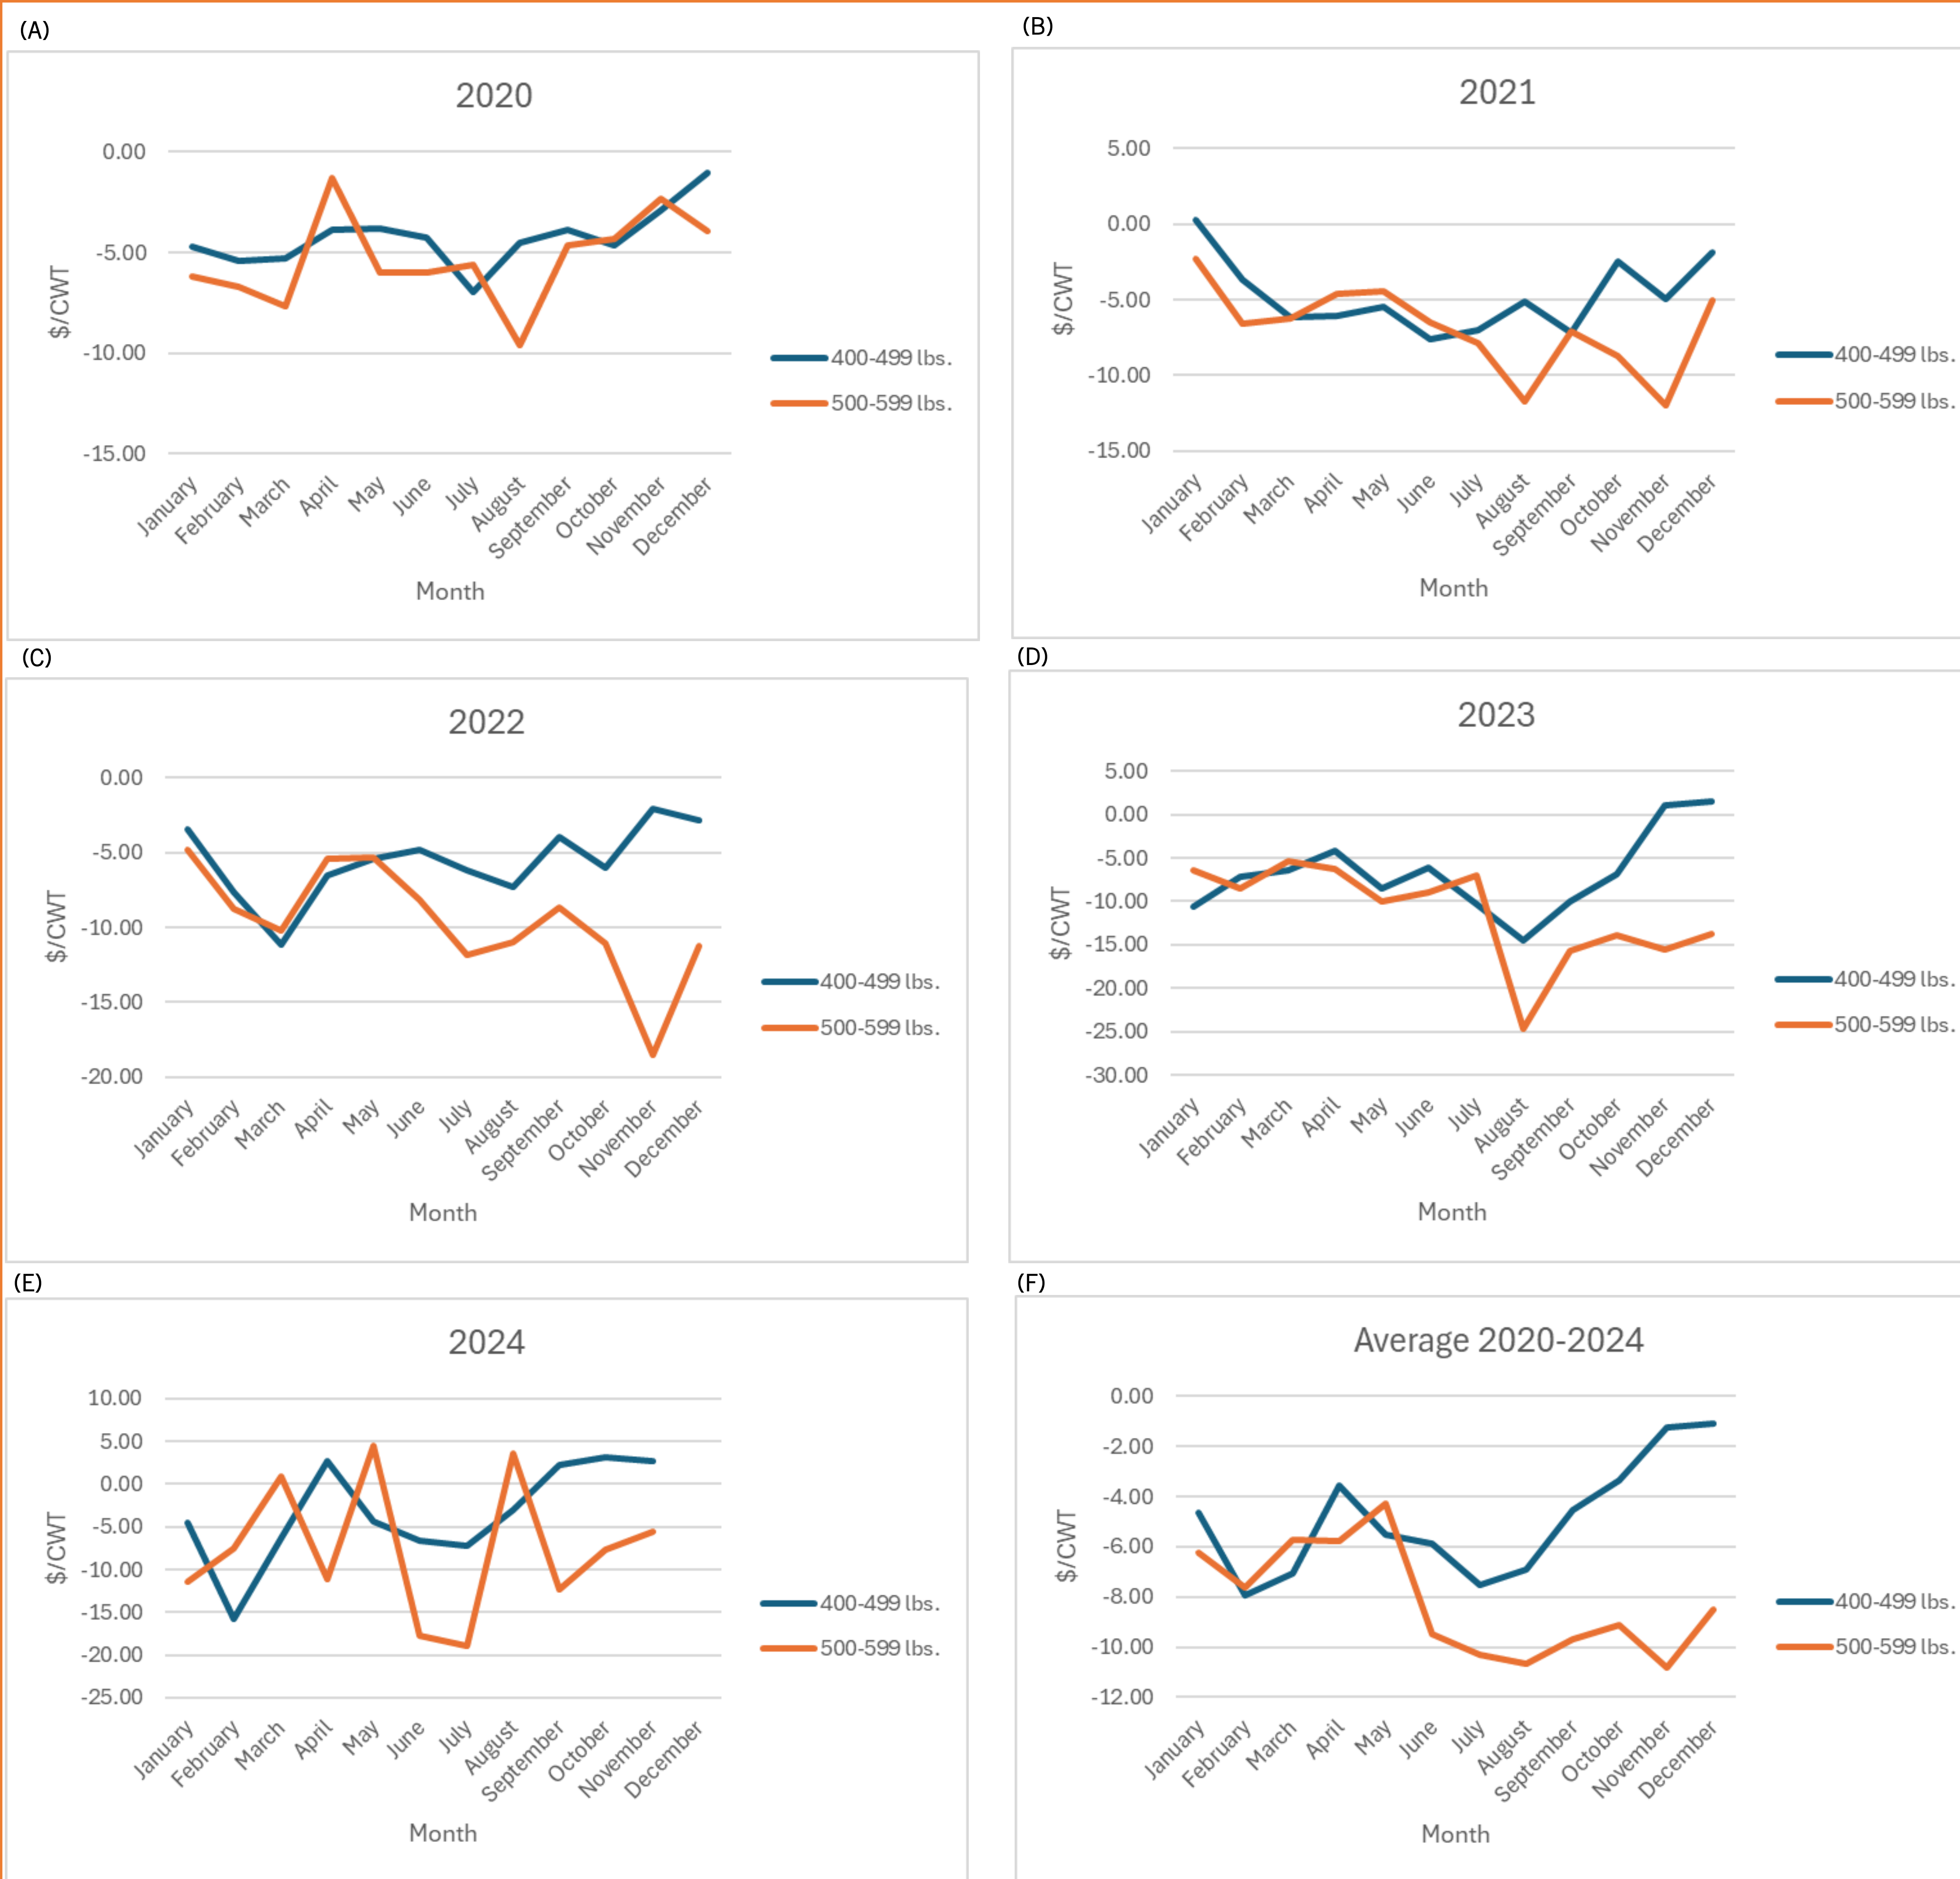 (A)
2020
0.00
-5.00
-10.00
-15.00
$/CWT
January
February
March
April
May
June
July
August
September
October
November
December
Month
400-499 lbs.
500-599 lbs.
(B)
2021
5.00
0.00
-5.00
-10.00
-15.00
$/CWT
January
February
March
April
May
June
July
August
September
October
November
December
Month
400-499 lbs.
500-599 lbs.
(C)
2022
0.00
-5.00
-10.00
-15.00
-20.00
$/CWT
January
February
March
April
May
June
July
August
September
October
November
December
Month
400-499 lbs.
500-599 lbs.
(D)
2023
5.00
0.00
-5.00
-10.00
-15.00
-20.00
-25.00
-30.00
$/CWT
January
February
March
April
May
June
July
August
September
October
November
December
Month
400-499 lbs.
500-599 lbs.
(E)
2024
10.00
5.00
0.00
-5.00
-10.00
-15.00
-20.00
-25.00
$/CWT
January
February
March
April
May
June
July
August
September
October
November
December
Month
400-499 lbs.
500-599 lbs.
(F)
Average 2020-2024
0.00
-2.00
-4.00
-6.00
-8.00
-10.00
-12.00
$/CWT
January
February
March
April
May
June
July
August
September
October
November
December
Month
400-499 lbs.
500-599 lbs.